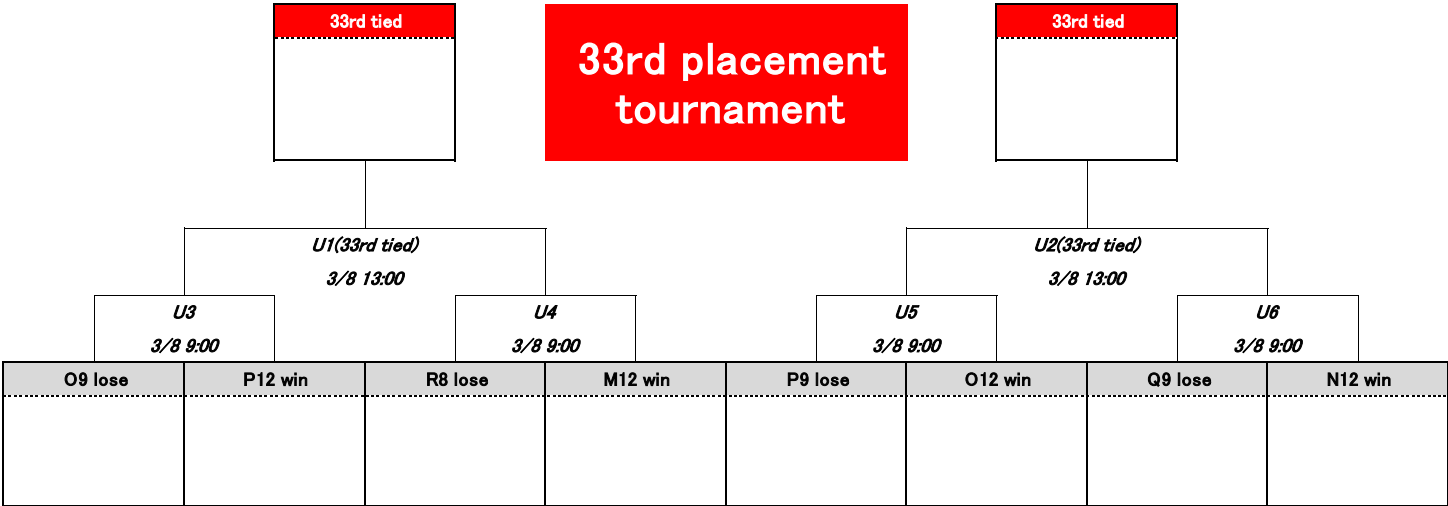 33rd tied
33rd placement
tournament
33rd tied
U1(33rd tied)
3/8 13:00
U2(33rd tied)
3/8 13:00
U3
3/8 9:00
U4
3/8 9:00
U5
3/8 9:00
U6
3/8 9:00
O9 lose
P12 win
R8 lose
M12 win
P9 lose
O12 win
Q9 lose
N12 win